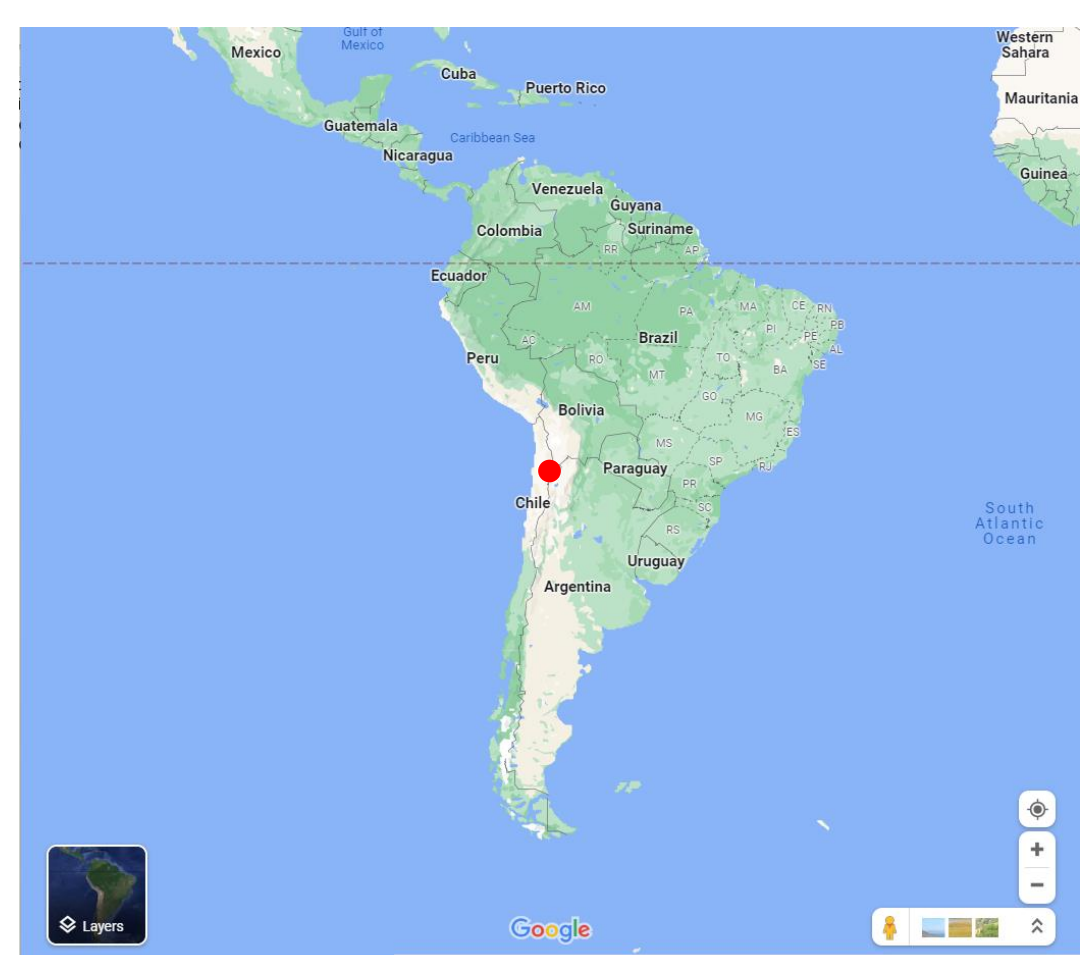 Gulf of
Mexico
Mexico
Western
Sahara
Cuba
Puerto Rico
Mauritania
Guatemala
Caribbean Sea
Nicaragua
Guinea
Venezuela
Guyana
Colombia
Suriname
RR
AP
Ecuador
AM
PA
MA
CE
RN
PI
PB
Brazil
PE
AC
AL
Peru
RO
TO
SE
MT
BA
GO
Bolivia
MG
ES
MS
Paraguay
SP
RJ
PR
Chile
SC
South
Atlantic
Ocean
RS
Uruguay
Argentina
Layers
Google